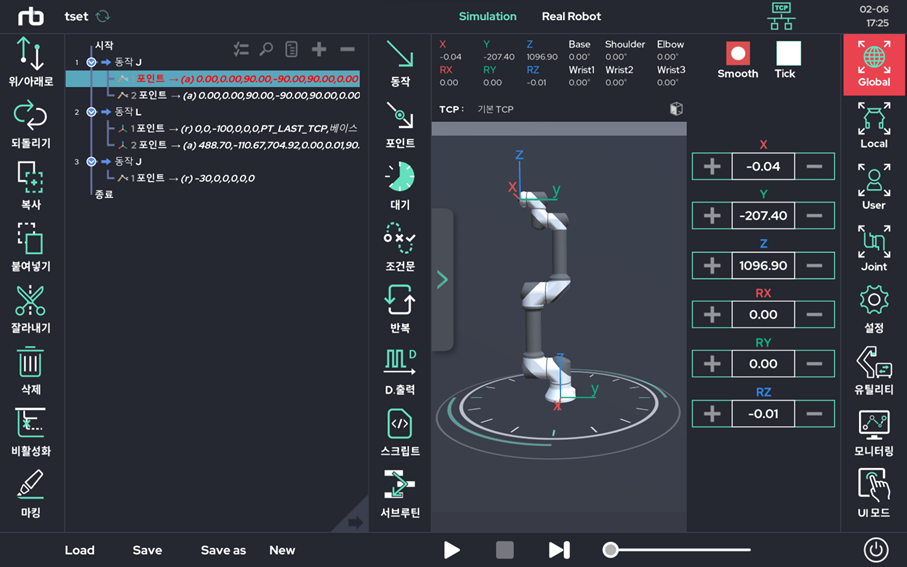 rb tset Simulation Real Robot TCP 02-06
17:25
위/아래로
되돌리기
복사
붙여넣기
잘라내기
삭제
비활성화
마킹
시작
1 동작 J
포인트 → (a) 0.00,0.00,90.00,-90.00,90.00,0.00
2 포인트 → (a) 0.00,0.00,90.00,-90.00,90.00,0.00
2 동작 L
1 포인트 → (r) 0,0,-100,0,0,0,PT_LAST_TCP,베이스
2 포인트 → (a) 488.70,-110.67,704.92,0.00,0.01,90.
3 동작 J
1 포인트 → (r) -30,0,0,0,0,0
종료
동작
포인트
대기
조건문
반복
D
D.출력
스크립트
서브루틴
X Y Z Base Shoulder Elbow
-0.04 -207.40 1096.90 0.00° 0.00° 0.00°
RX RY RZ Wrist1 Wrist2 Wrist3
0.00 0.00 -0.01 0.00° 0.00° 0.00°
TCP : 기본 TCP
Z
X y
Z
y
X
Smooth Tick
X
-0.04
Y
-207.40
Z
1096.90
RX
0.00
RY
0.00
RZ
-0.01
Global
Local
User
Joint
설정
유틸리티
모니터링
UI 모드
Load Save Save as New